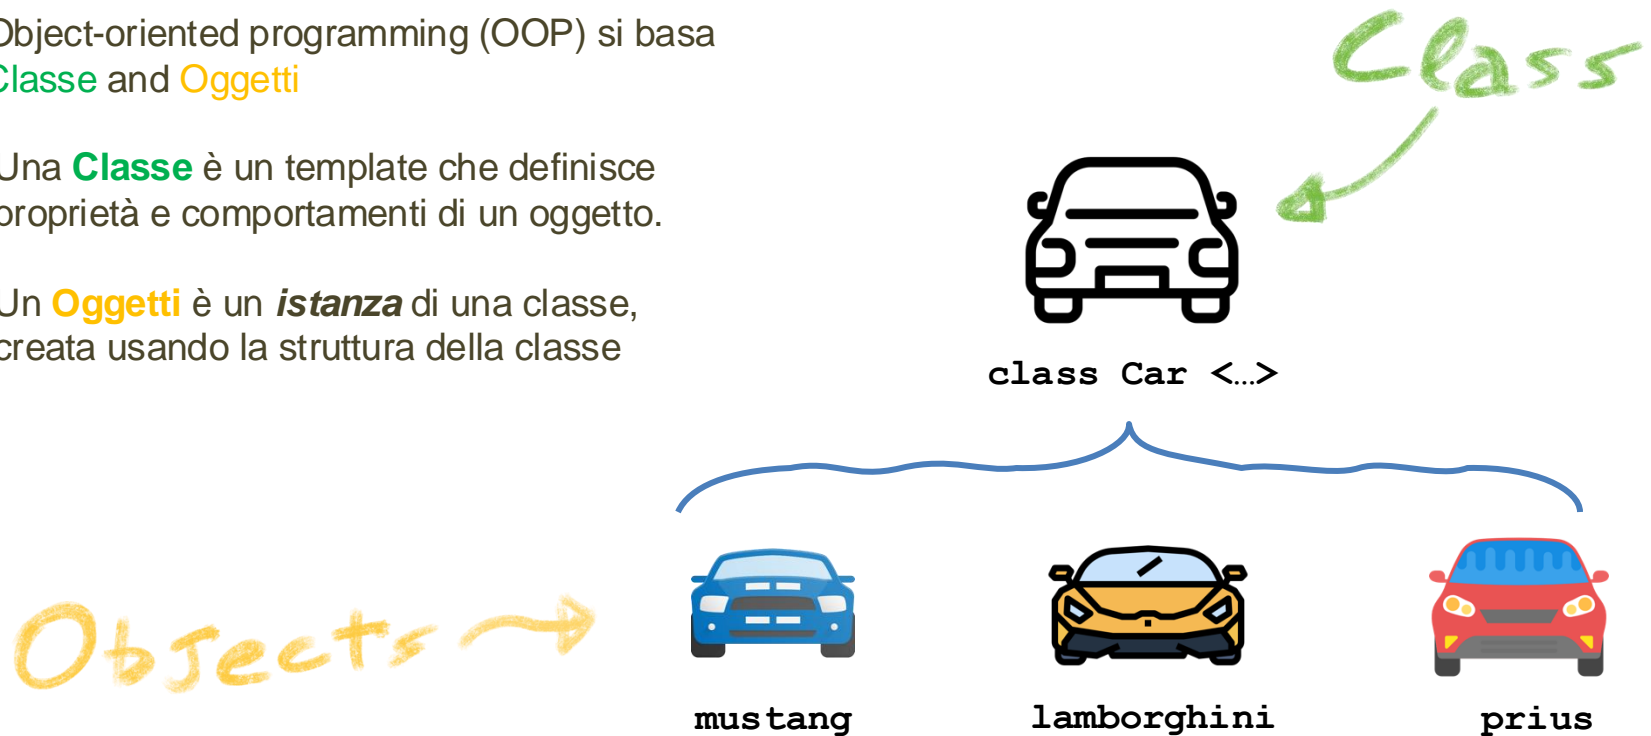 Object-oriented programming (OOP) si basa
Classe and Oggetti
Una Classe è un template che definisce
proprietà e comportamenti di un oggetto.
Un Oggetti è un istanza di una classe,
creata usando la struttura della classe
Class
class Car <…>
Objects
mustang
lamborghini
prius